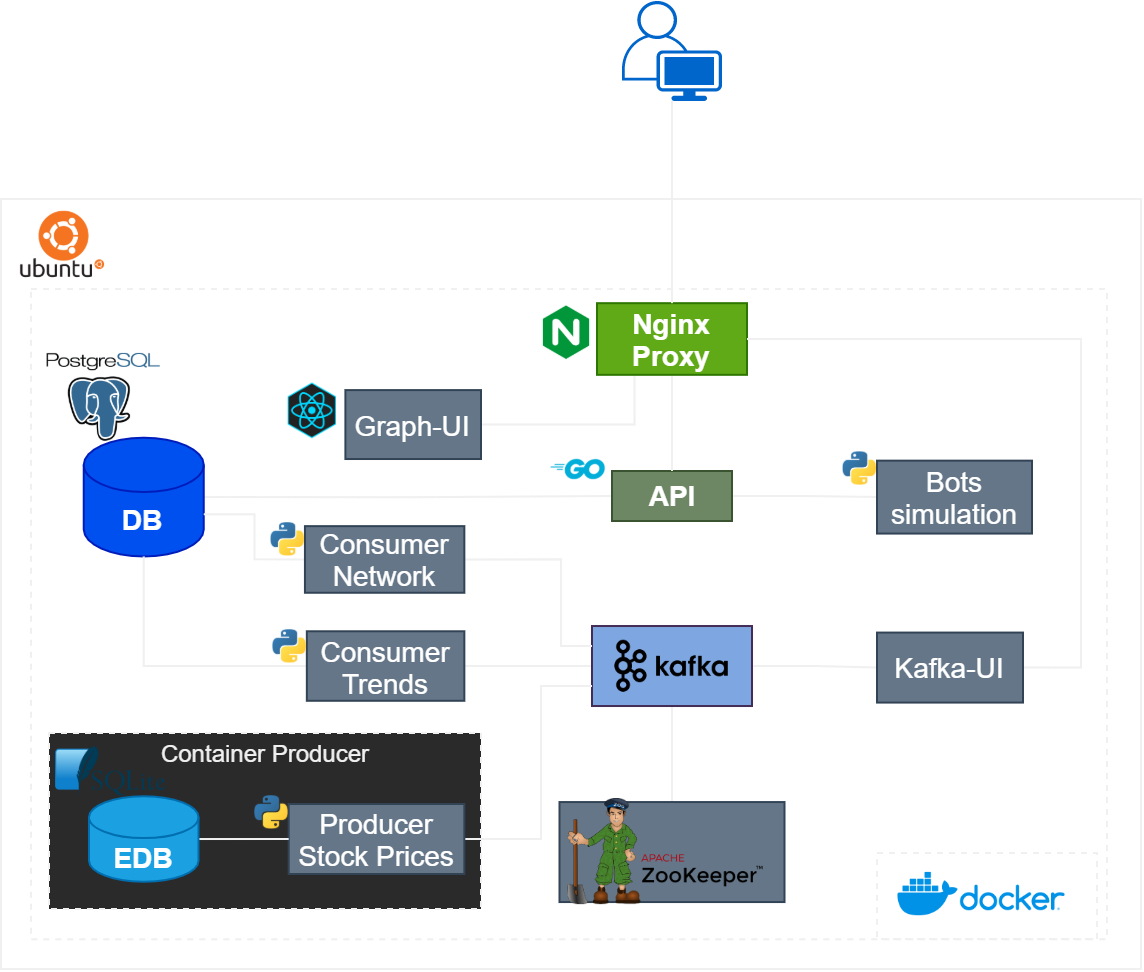 ubuntu
Nginx
Proxy
PostgreSQL
Graph-UI
GO
API
Bots
simulation
DB
Consumer
Network
Consumer
Trends
kafka
Kafka-UI
Container Producer
SQLite
EDB
Producer
Stock Prices
APACHE
ZooKeeper™
docker